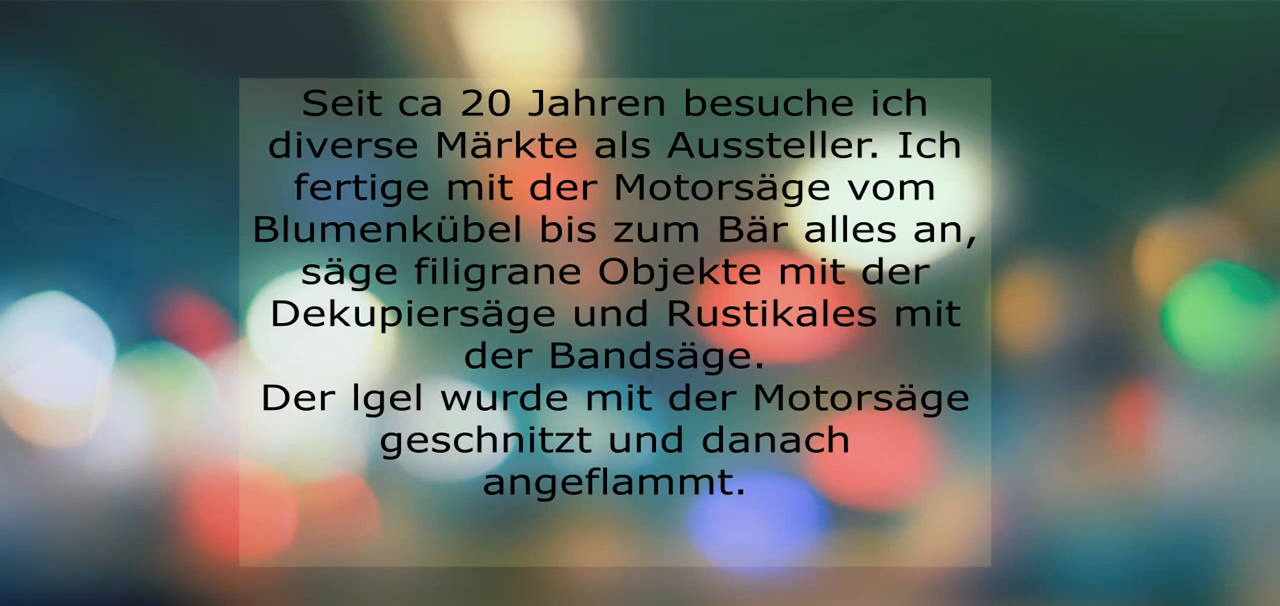 Seit ca 20 Jahren besuche ich
diverse Märkte als Aussteller. Ich
fertige mit der Motorsäge vom
Blumenkübel bis zum Bär alles an,
säge filigrane Objekte mit der
Dekupiersäge und Rustikales mit
der Bandsäge.
Der lgel wurde mit der Motorsäge
geschnitzt und danach
angeflammt.